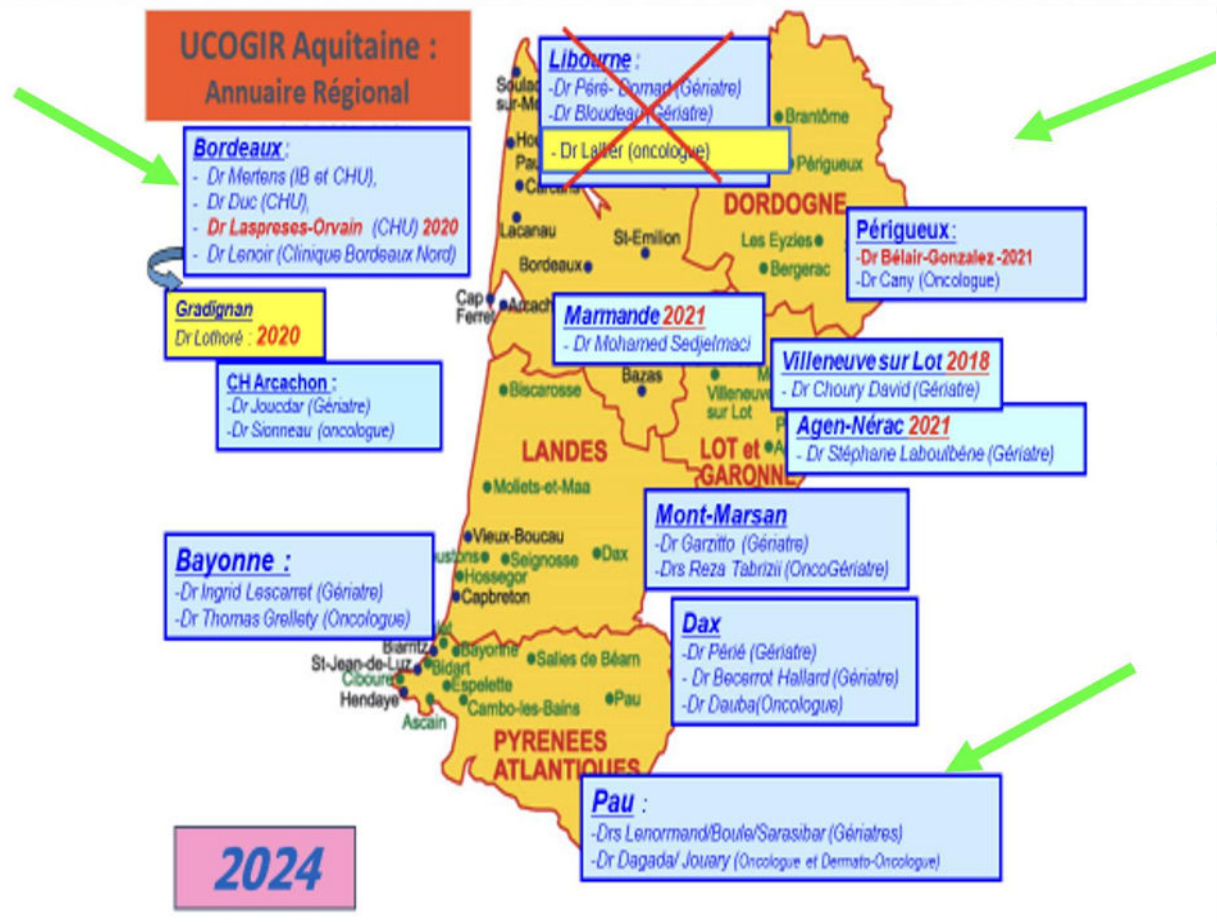 UCOGIR Aquitaine :
Annuaire Régional
Libourne :
-Dr Péré- Dornad (Gériatre)
-Dr Bloudeau (Gériatre)
- Dr Lallier (oncologue)
Bordeaux:
- Dr Mertens (IB et CHU),
- Dr Duc (CHU),
- Dr Laspreses-Orvain (CHU) 2020
- Dr Lenoir (Clinique Bordeaux Nord)
Gradignan
Dr Lothoré : 2020
CH Arcachon :
-Dr Joucdar (Gériatre)
-Dr Sionneau (oncologue)
Soulac
sur-M
Carcans
Lacanau
St-Emilion
Bordeaux
Cap
Ferret
Arcach
Brantôme
Périgueux
DORDOGNE
Les Eyzies
Bergerac
Périgueux:
-Dr Bélair-Gonzalez -2021
-Dr Cany (Oncologue)
Marmande 2021
- Dr Mohamed Sedjelmaci
Bazas
Villeneuve
sur Lot
Villeneuve sur Lot 2018
- Dr Choury David (Gériatre)
Agen-Nérac 2021
- Dr Stéphane Laboulbéne (Gériatre)
Biscarosse
LANDES
LOT et
GARONNE
Moliets-et-Maa
Vieux-Boucau
ustons
Seignosse
Dax
Hossegor
Capbreton
Mont-Marsan
-Dr Garzitto (Gériatre)
-Drs Reza Tabrizii (OncoGériatre)
Bayonne :
-Dr Ingrid Lescarret (Gériatre)
-Dr Thomas Grellety (Oncologue)
Dax
-Dr Périé (Gériatre)
- Dr Becerrot Hallard (Gériatre)
-Dr Dauba(Oncologue)
Biarritz
Bayonne
St-Jean-de-Luz
Bidart
Salies de Béarn
Ciboure
Espelette
Hendaye
Cambo-les-Bains
Pau
Ascain
PYRENEES
ATLANTIQUES
Pau :
-Drs Lenormand/Boule/Sarasibar (Gériatres)
-Dr Dagada/ Jouary (Oncologue et Dermato-Oncologue)
2024